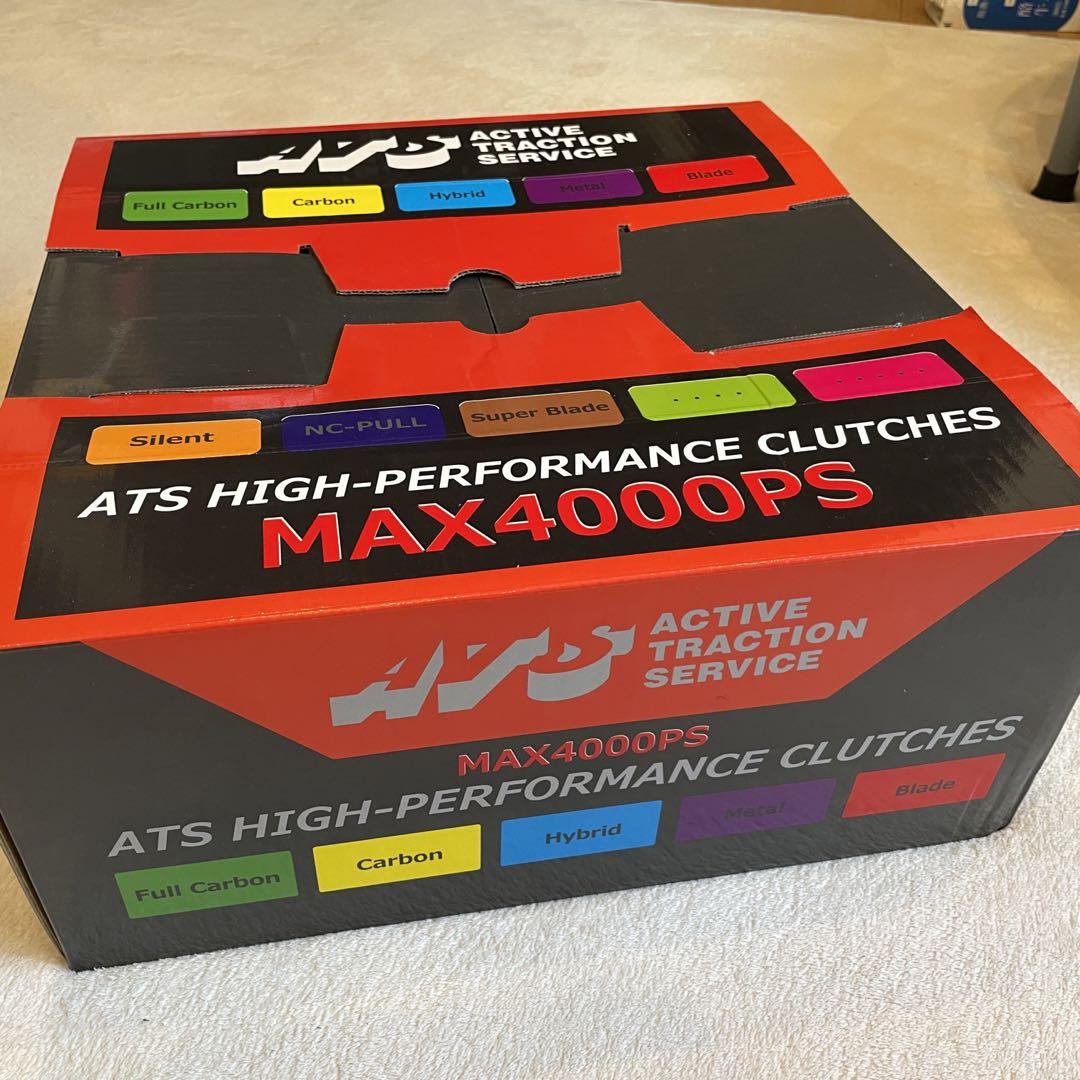 ATS ACTIVE
TRACTION
SERVICE
Full Carbon Carbon Hybrid Metal Blade
Silent NC-PULL Super Blade . . . . . . . . .
ATS HIGH-PERFORMANCE CLUTCHES
MAX4000PS
ATS ACTIVE
TRACTION
SERVICE
MAX4000PS
ATS HIGH-PERFORMANCE CLUTCHES
Full Carbon Carbon Hybrid Metal Blade